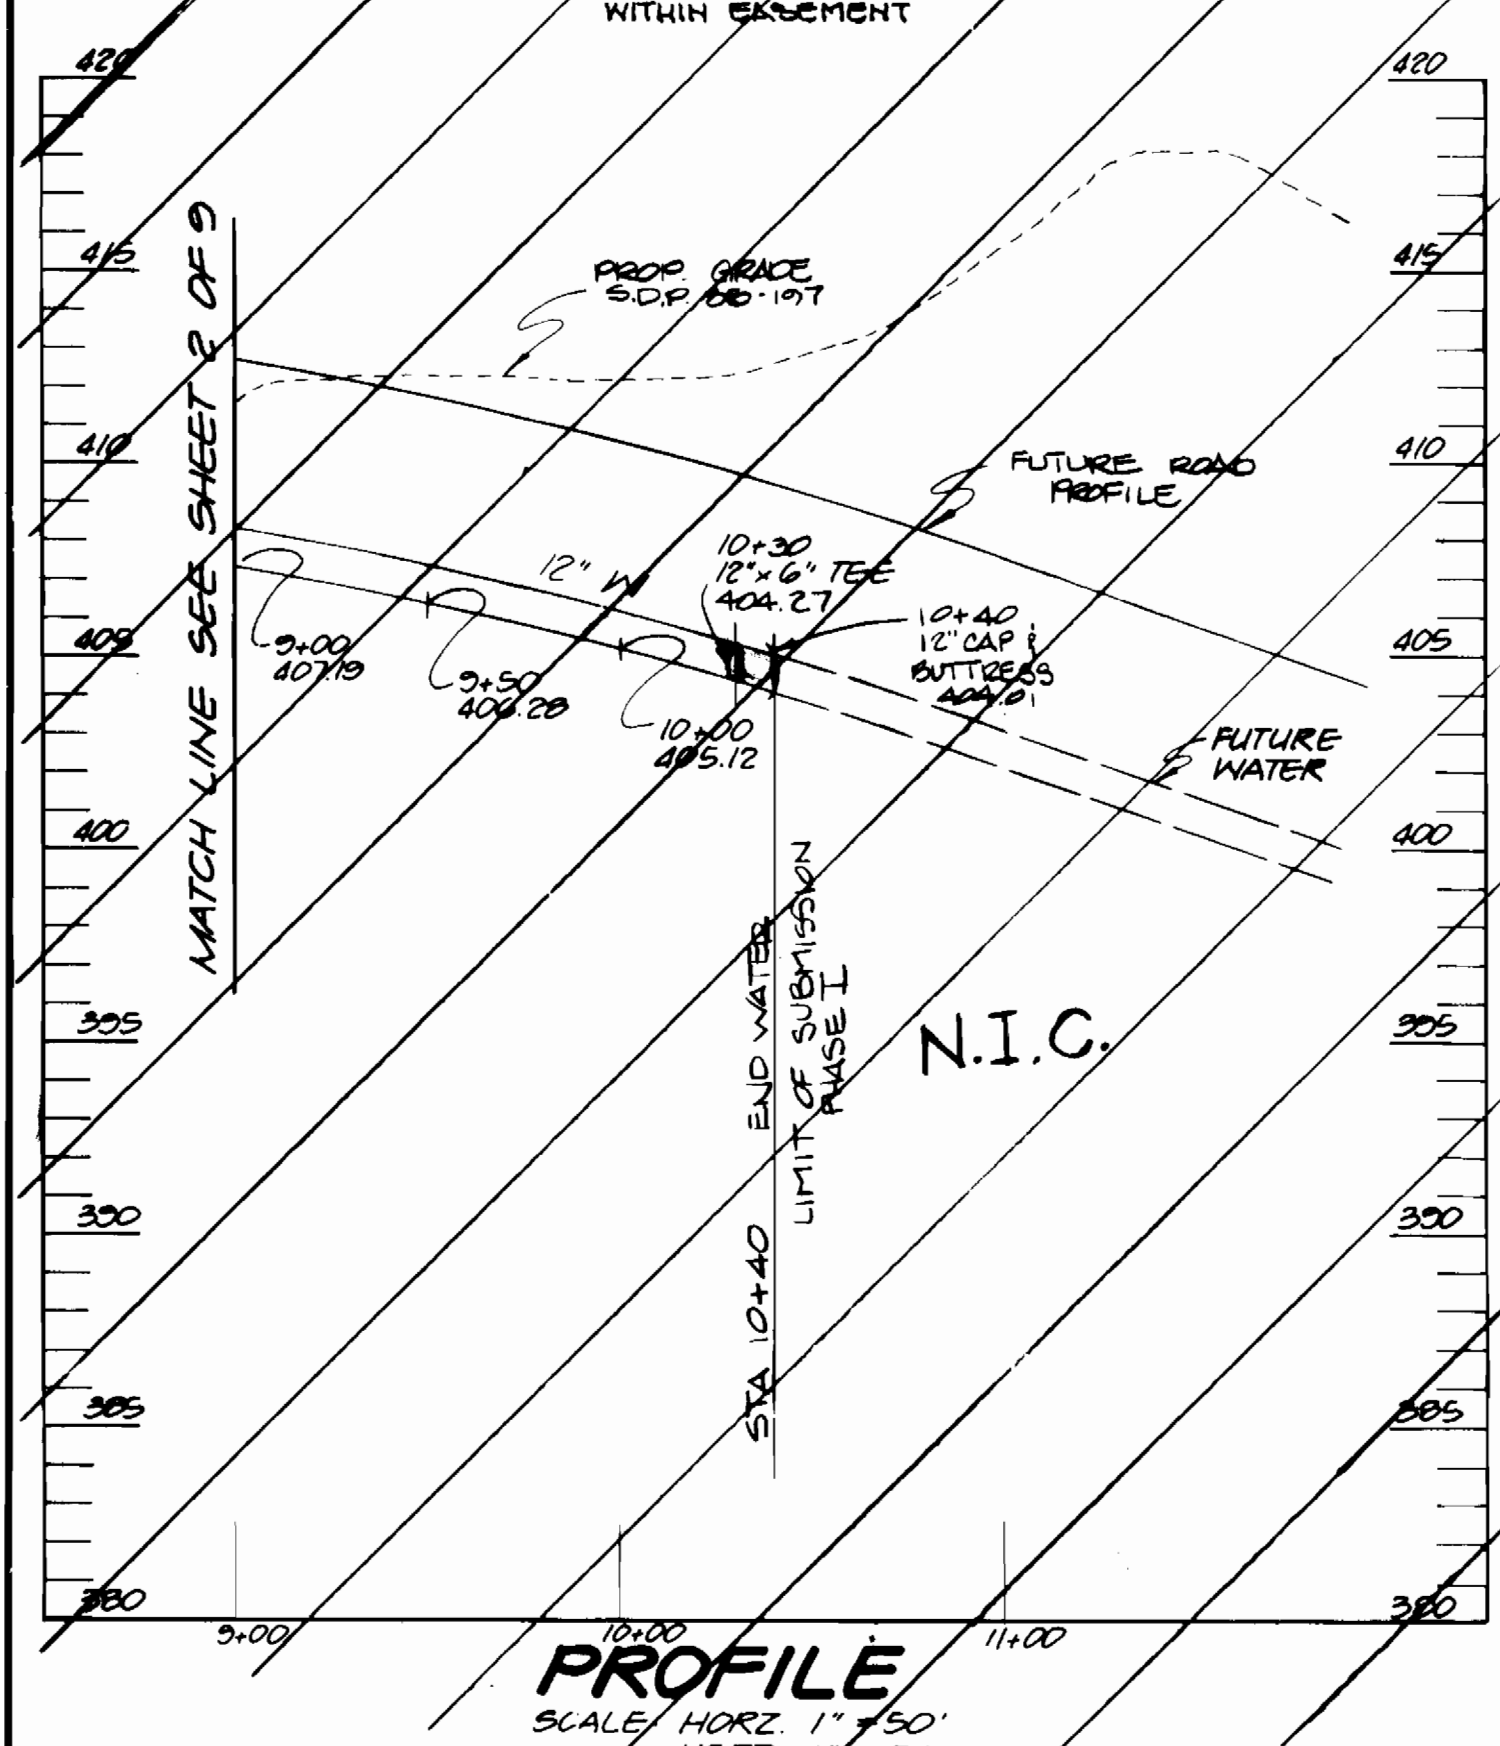 WITHIN EASEMENT
420
420
415
415
410
410
405
405
400
400
395
395
390
390
385
385
380
380
MATCH LINE SEE SHEET 2 OF 9
PROP. GRADE
FUTURE ROAD
PROFILE
12" W
10+30
12"x6" TEE
404.27
10+40
12" CAP &
BUTTRESS
9+00
407.19
9+50
406.28
10+00
405.12
FUTURE
WATER
STA 10+40 END WATER
LIMIT OF SUBMISSION
PHASE I
N.I.C.
9+00
10+00
11+00
PROFILE
SCALE: HORZ. 1" = 50'